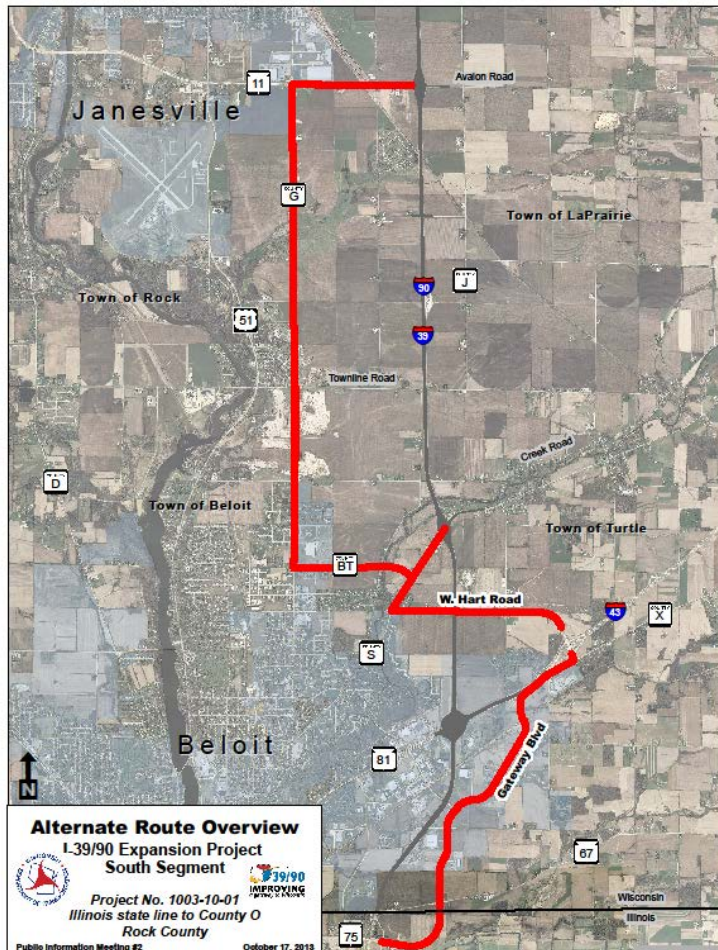 Avalon Road
11
Janesville
COUNTY
G
Town of LaPrairie
90
J
Town of Rock
51
39
Townline Road
Creek Road
D
Town of Beloit
Town of Turtle
BT
W. Hart Road
43
X
S
Beloit
81
Gateway Blvd
N
67
Wisconsin
Illinois
75
Alternate Route Overview
I-39/90 Expansion Project
South Segment
39/90
IMPROVING
Project No. 1003-10-01
Illinois state line to County O
Rock County
Public Information Meeting #2
October 17, 2013